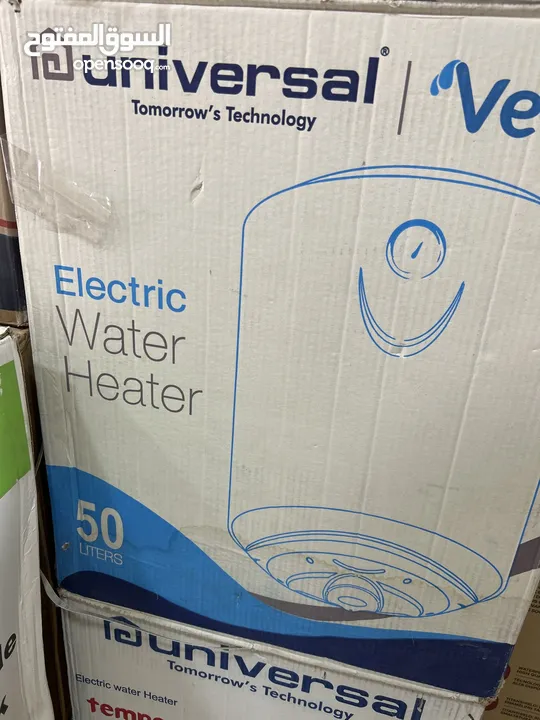 السوق المفتوح
opensooq.com
universal®
Tomorrow's Technology
Electric
Water
Heater
50
LITERS
universal
Tomorrow's Technology
Electric water Heater